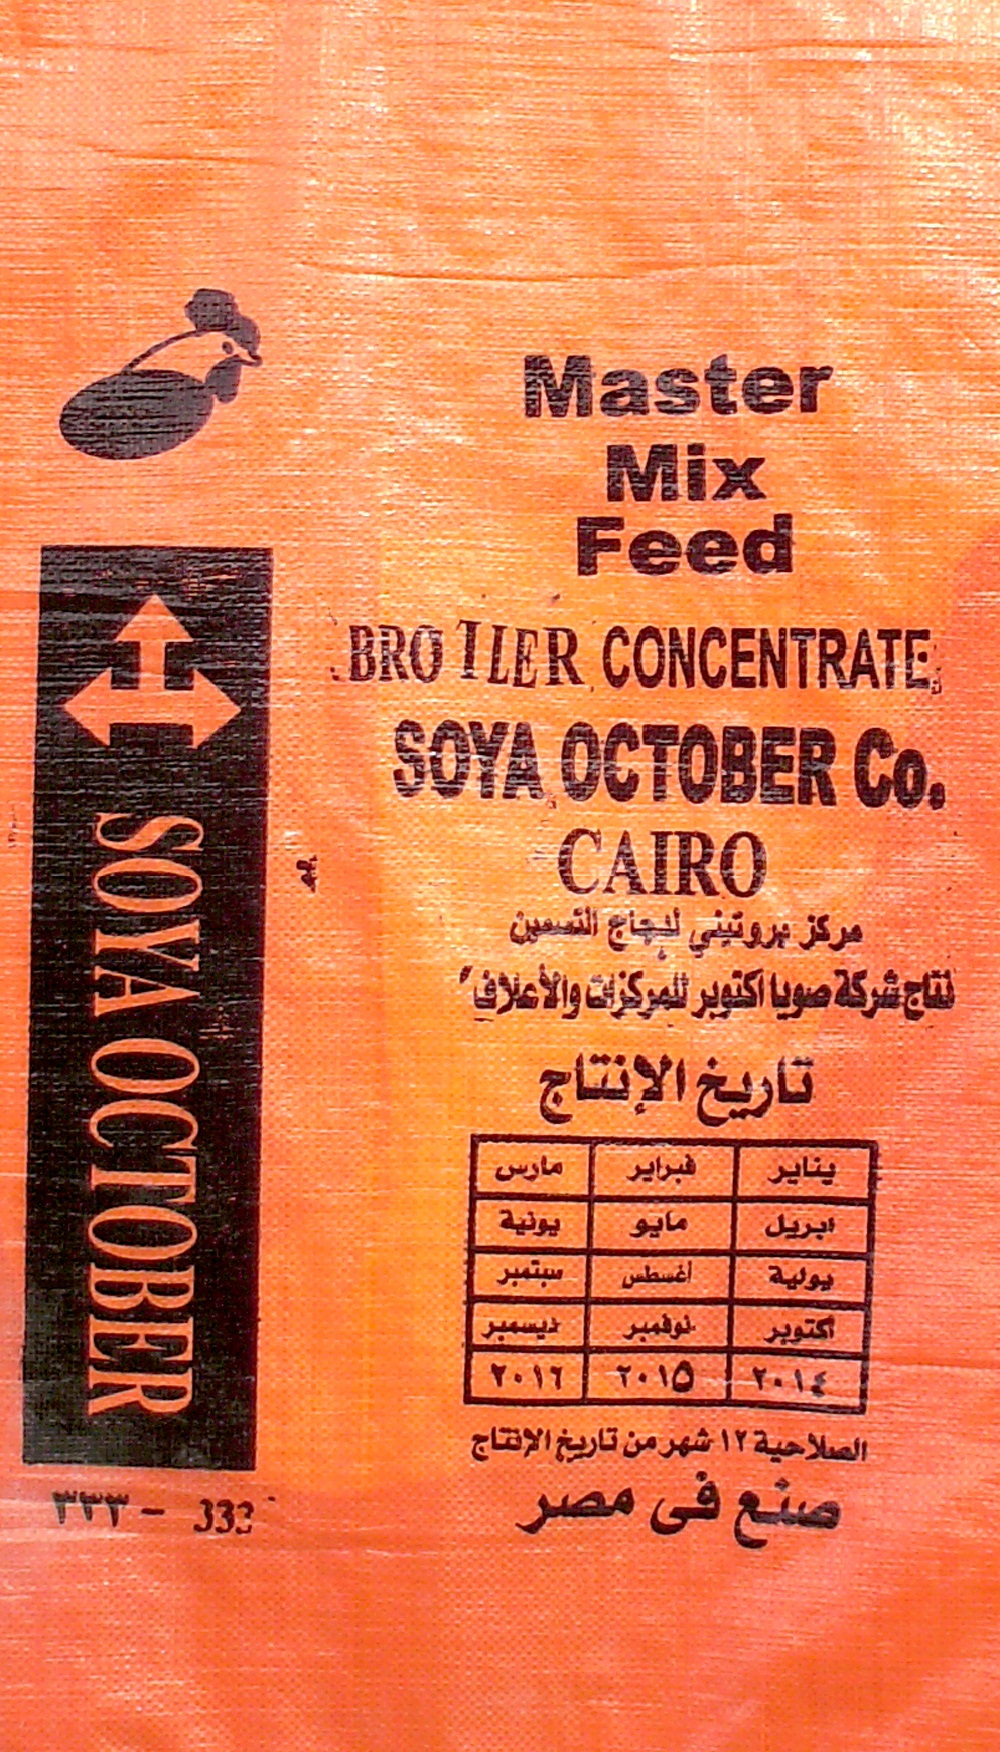 Master
Mix
Feed
BROILER CONCENTRATE
SOYA OCTOBER Co.
CAIRO
مركز بروتيني لدجاج التسمين
نتاج شركة صويا اكتوبر للمركزات والأعلاف
تاريخ الإنتاج
يناير فبراير مارس
ابريل مايو يونية
يولية أغسطس سبتمبر
أكتوبر نوفمبر ديسمبر
٢٠١٤ ٢٠١٥ ٢٠١٦
الصلاحية ١٢ شهر من تاريخ الإنتاج
صنع فى مصر
SOYA OCTOBER
٣٣٣ - 333